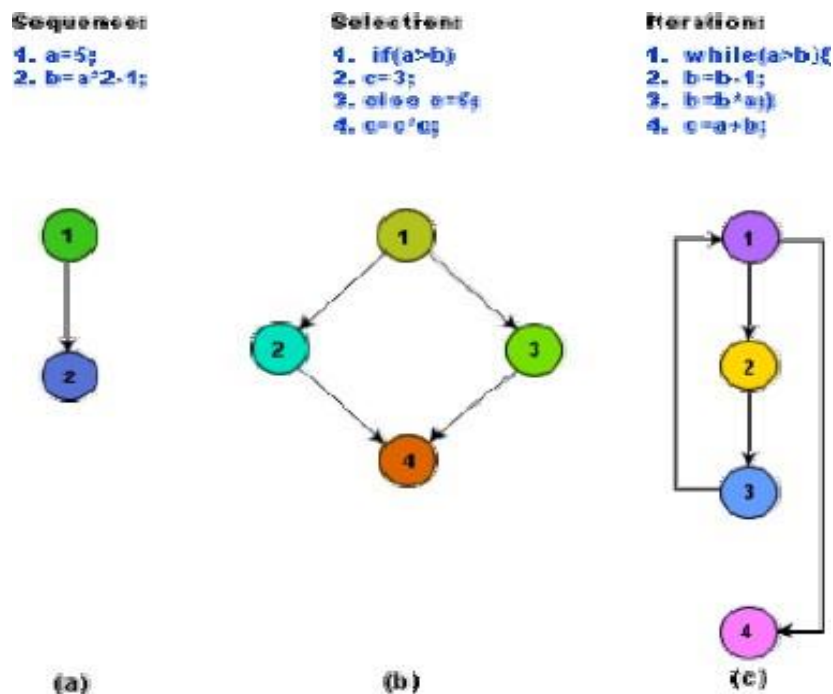 Sequence:
1. a=5;
2. b=a*2-1;
Selection:
1. if(a>b)
2. c=3;
3. else c=5;
4. c=c*c;
Iteration:
1. while(a>b){
2. b=b-1;
3. b=b*a;}
4. c=a+b;
1
2
1
2
3
4
1
2
3
4
(a)
(b)
(c)